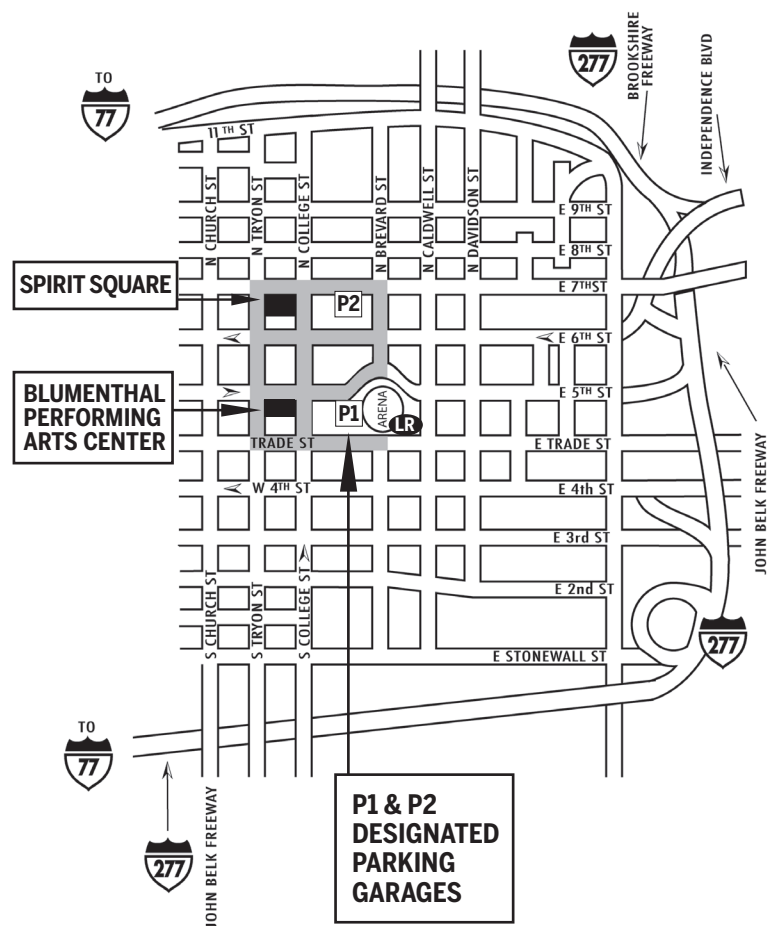 277
BROOKSHIRE
FREEWAY
INDEPENDENCE BLVD
TO
77
11TH ST
N CHURCH ST
N TRYON ST
N COLLEGE ST
N BREVARD ST
N CALDWELL ST
N DAVIDSON ST
E 9TH ST
E 8TH ST
E 7TH ST
SPIRIT SQUARE
P2
E 6TH ST
E 5TH ST
BLUMENTHAL
PERFORMING
ARTS CENTER
P1
ARENA
LR
TRADE ST
E TRADE ST
W 4TH ST
E 4th ST
JOHN BELK FREEWAY
E 3rd ST
E 2nd ST
S CHURCH ST
S TRYON ST
S COLLEGE ST
277
E STONEWALL ST
TO
77
P1 & P2
DESIGNATED
PARKING
GARAGES
277
JOHN BELK FREEWAY